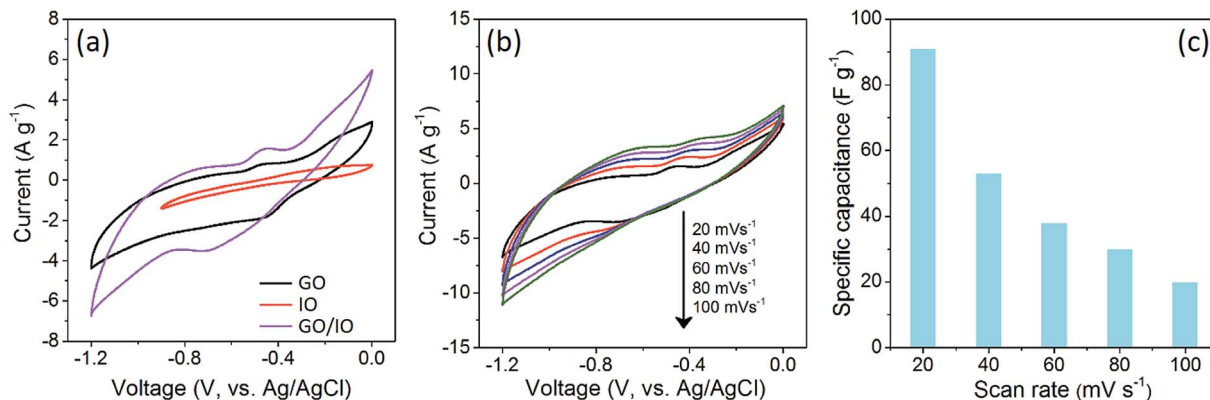 (a)
8
6
4
2
0
-2
-4
-6
-8
-1.2 -0.8 -0.4 0.0
Current (A g⁻¹)
Voltage (V, vs. Ag/AgCl)
GO
IO
GO/IO
(b)
15
10
5
0
-5
-10
-15
-1.2 -0.8 -0.4 0.0
Current (A g⁻¹)
Voltage (V, vs. Ag/AgCl)
20 mVs⁻¹
40 mVs⁻¹
60 mVs⁻¹
80 mVs⁻¹
100 mVs⁻¹
(c)
100
80
60
40
20
0
20 40 60 80 100
Specific capacitance (F g⁻¹)
Scan rate (mV s⁻¹)